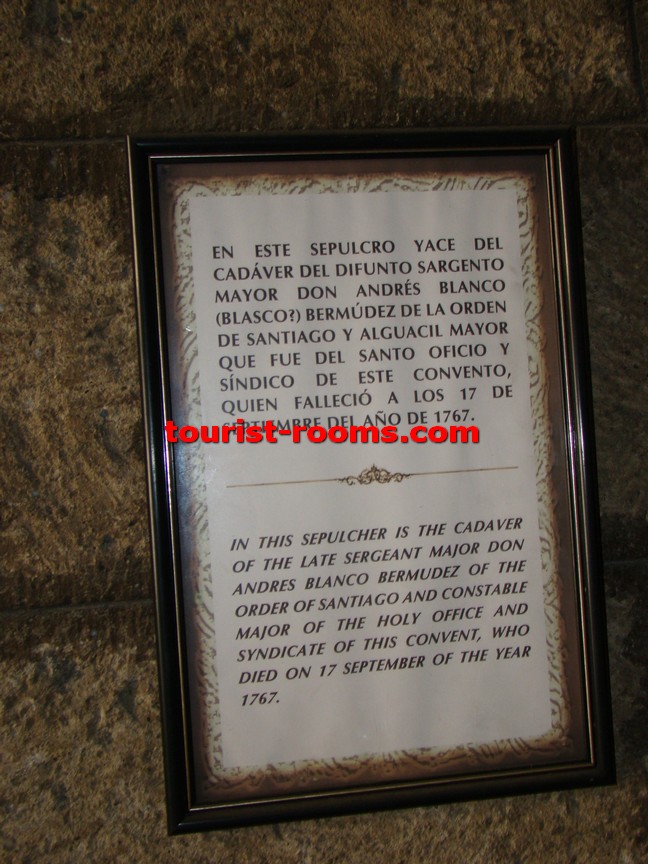 EN ESTE SEPULCRO YACE DEL
CADÁVER DEL DIFUNTO SARGENTO
MAYOR DON ANDRÉS BLANCO
(BLASCO?) BERMÚDEZ DE LA ORDEN
DE SANTIAGO Y ALGUACIL MAYOR
QUE FUE DEL SANTO OFICIO Y
SÍNDICO DE ESTE CONVENTO,
QUIEN FALLECIÓ A LOS 17 DE
SEPTIEMBRE DEL AÑO DE 1767.
tourist-rooms.com
IN THIS SEPULCHER IS THE CADAVER
OF THE LATE SERGEANT MAJOR DON
ANDRES BLANCO BERMUDEZ OF THE
ORDER OF SANTIAGO AND CONSTABLE
MAJOR OF THE HOLY OFFICE AND
SYNDICATE OF THIS CONVENT, WHO
DIED ON 17 SEPTEMBER OF THE YEAR
1767.